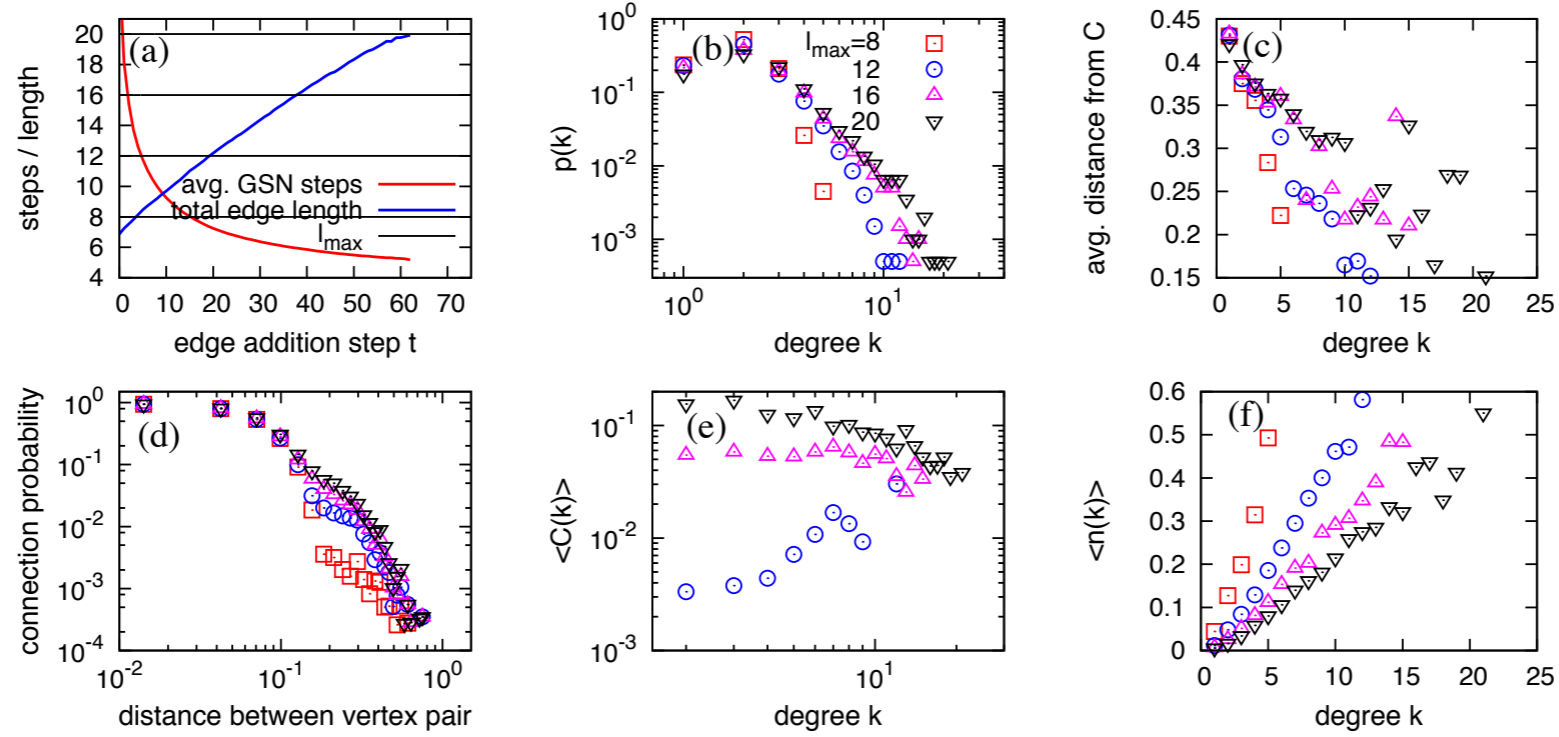 (a)
steps / length
20
18
16
14
12
10
8
6
4
avg. GSN steps
total edge length
l_max
0 10 20 30 40 50 60 70
edge addition step t
(b)
p(k)
10^0
10^-1
10^-2
10^-3
l_max=8
12
16
20
10^0 10^1
degree k
(c)
avg. distance from C
0.45
0.4
0.35
0.3
0.25
0.2
0.15
0 5 10 15 20 25
degree k
(d)
connection probability
10^0
10^-1
10^-2
10^-3
10^-4
10^-2 10^-1 10^0
distance between vertex pair
(e)
<C(k)>
10^-1
10^-2
10^-3
10^1
degree k
(f)
<n(k)>
0.6
0.5
0.4
0.3
0.2
0.1
0
0 5 10 15 20 25
degree k